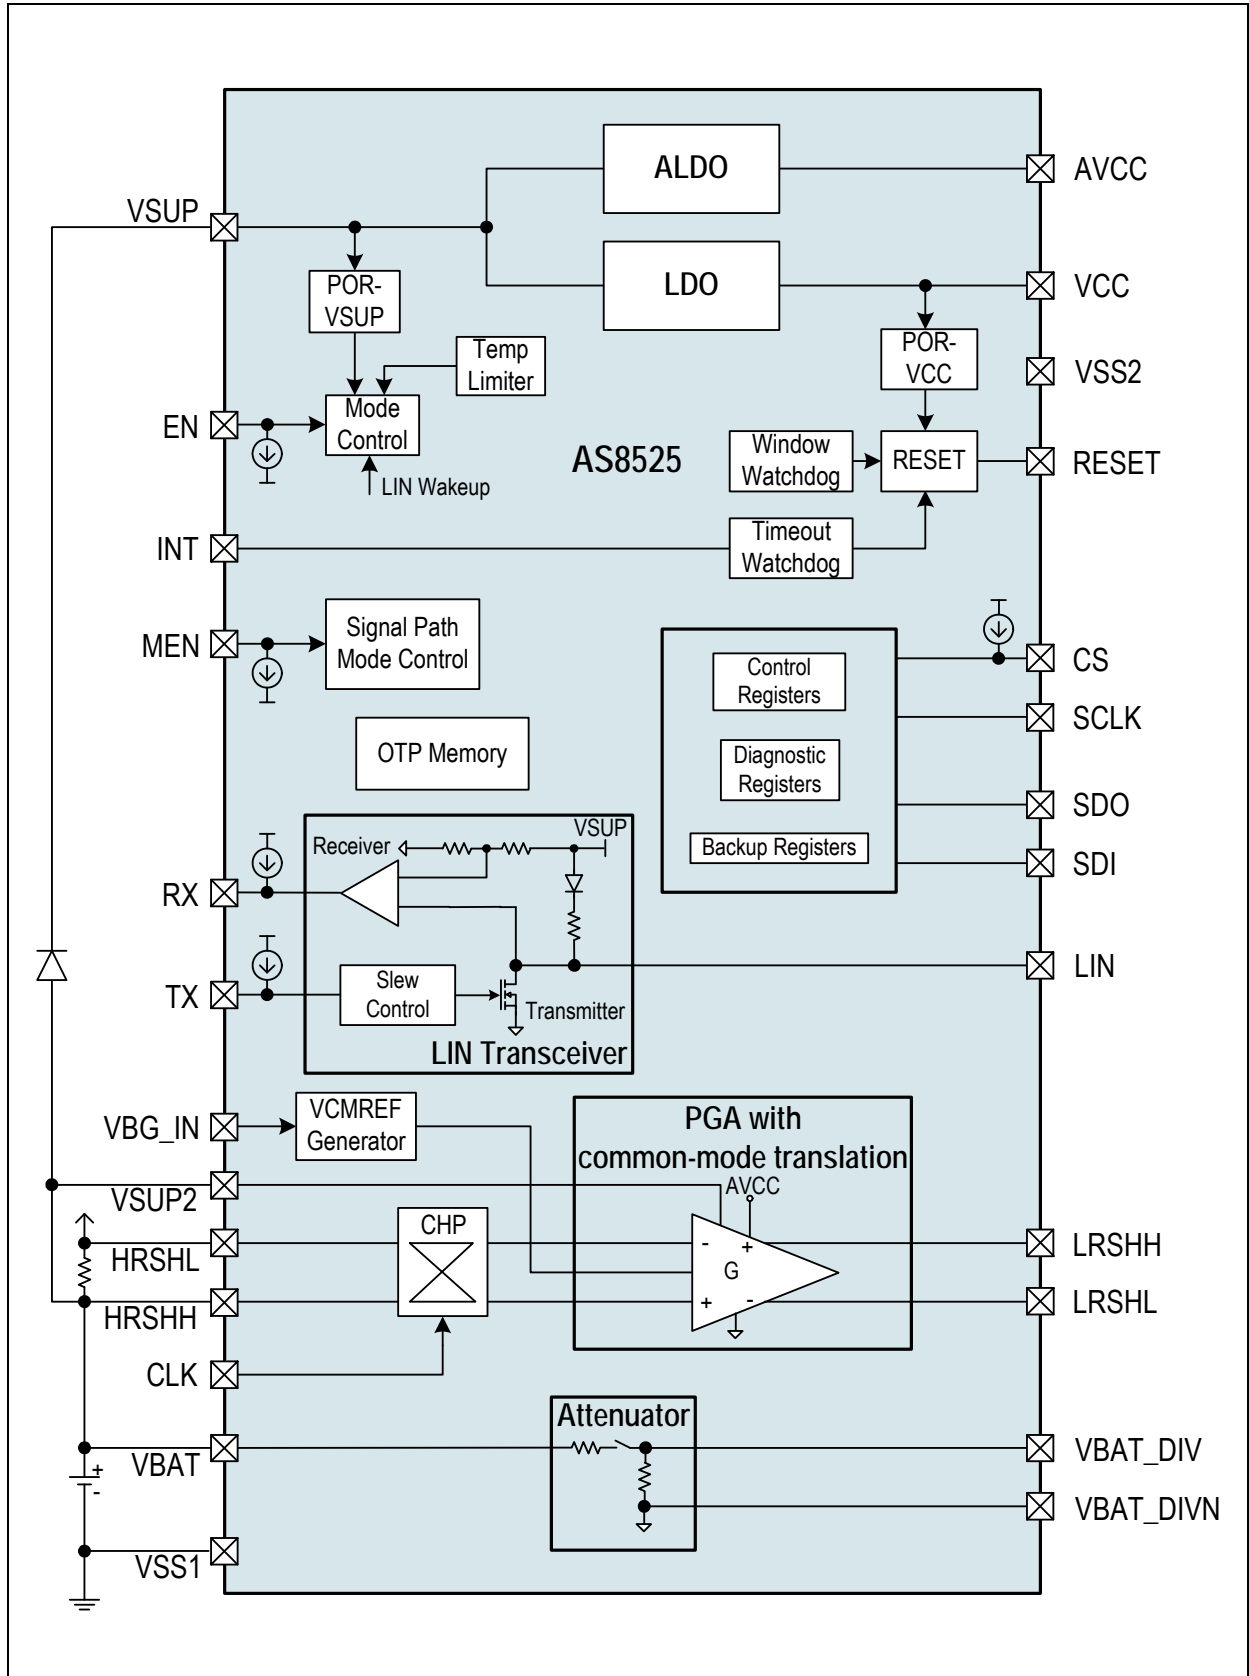 ALDO
AVCC
VSUP
LDO
VCC
POR-
VSUP
POR-
VCC
Temp
Limiter
VSS2
Mode
Control
EN
AS8525
Window
Watchdog
RESET
RESET
LIN Wakeup
INT
Timeout
Watchdog
MEN
Signal Path
Mode Control
CS
Control
Registers
SCLK
OTP Memory
Diagnostic
Registers
SDO
VSUP
Receiver
Backup Registers
SDI
RX
LIN
TX
Slew
Control
Transmitter
LIN Transceiver
VBG_IN
VCMREF
Generator
PGA with
common-mode translation
VSUP2
AVCC
CHP
HRSHL
- +
G
+ -
LRSHH
HRSHH
LRSHL
CLK
Attenuator
VBAT
VBAT_DIV
+
-
VBAT_DIVN
VSS1